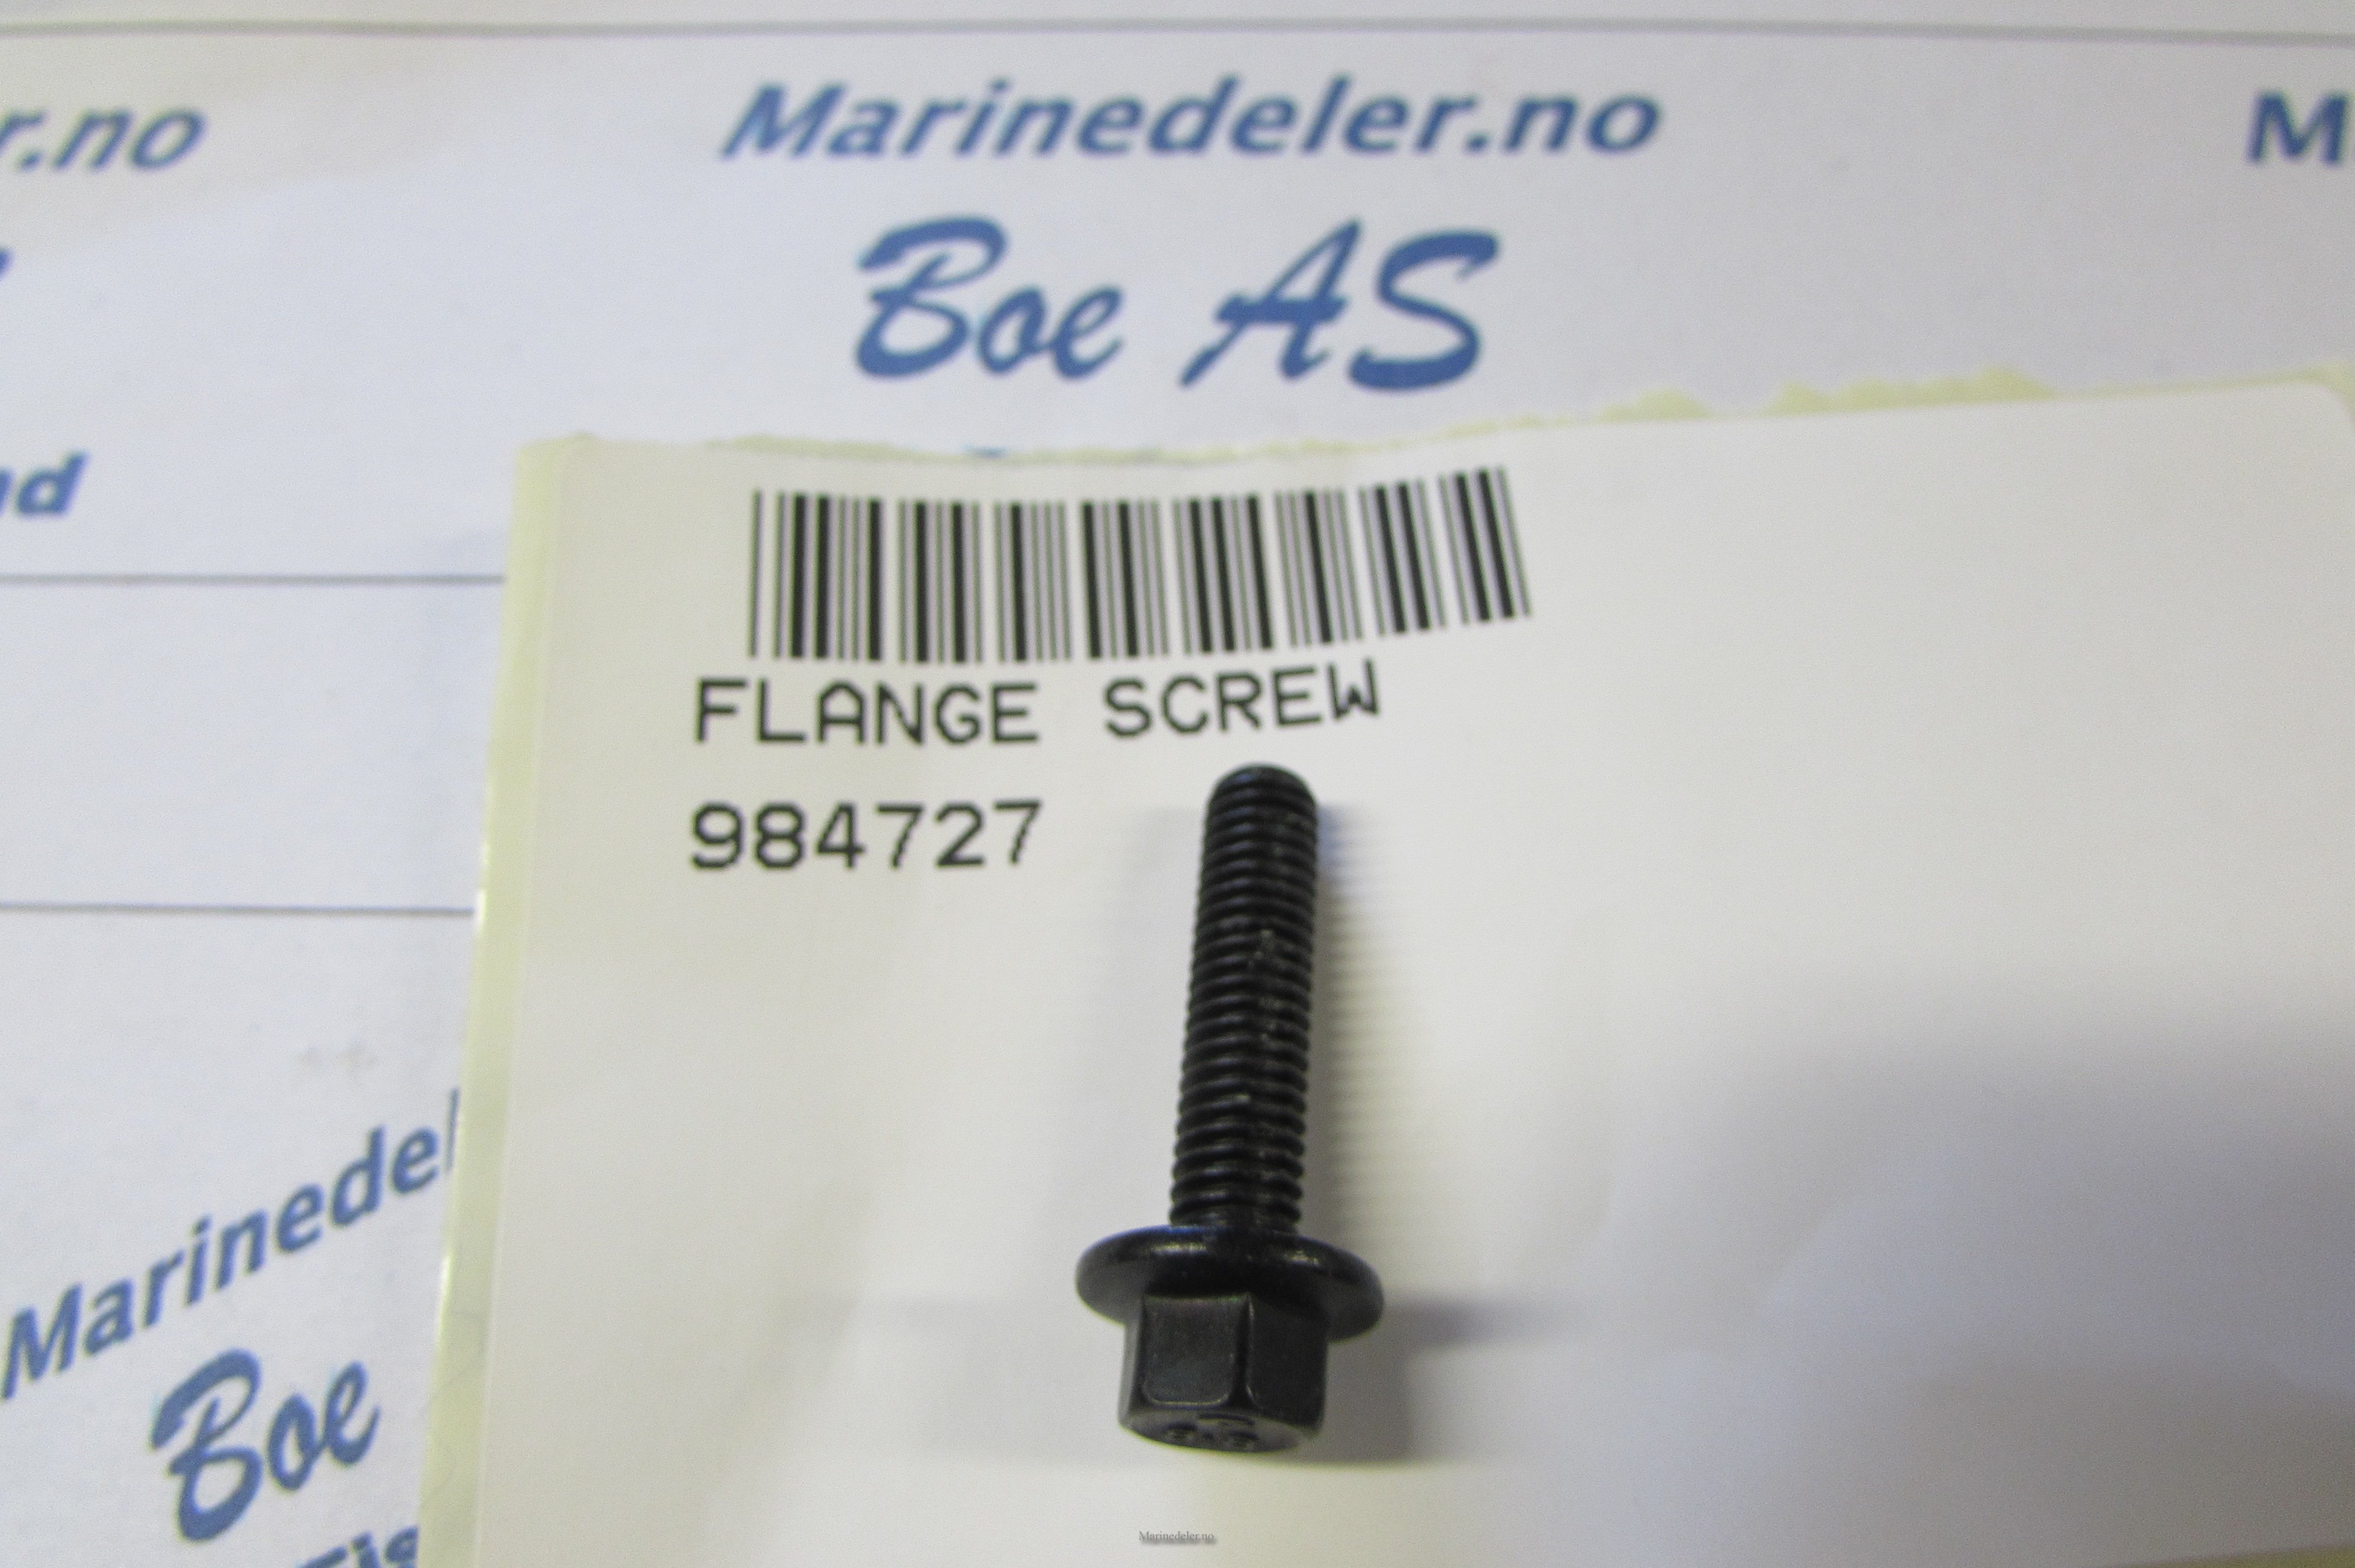 r.no
Marinedeler.no
M
Boe AS
nd
FLANGE SCREW
984727
Marinedel
Boe
Marinedeler.no